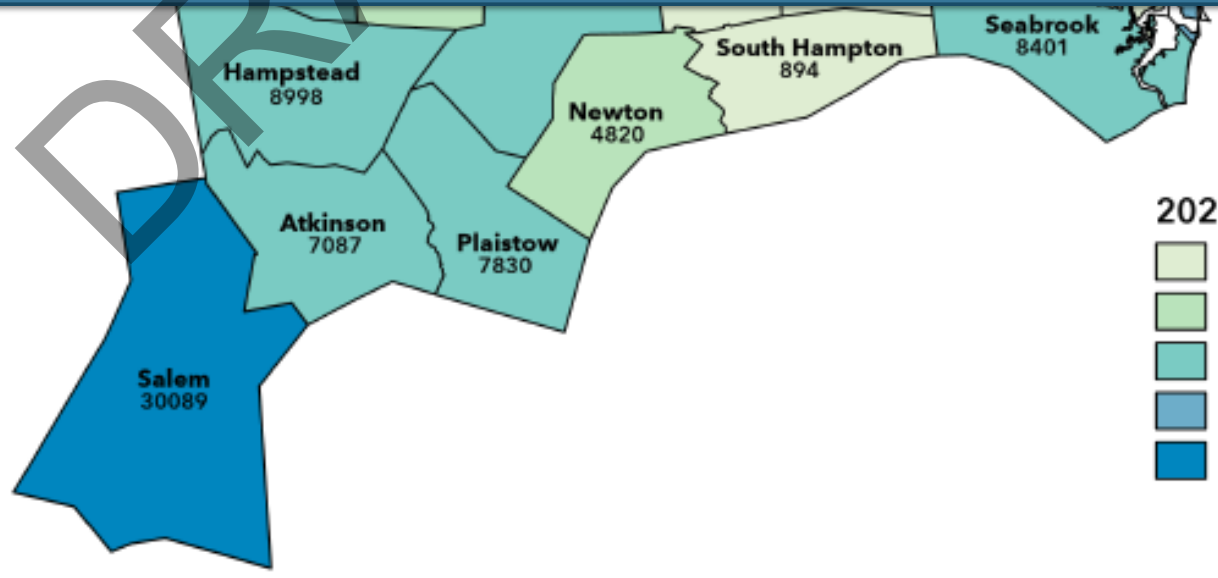 Hampstead
8998
South Hampton
894
Seabrook
8401
Newton
4820
Atkinson
7087
Plaistow
7830
202
Salem
30089